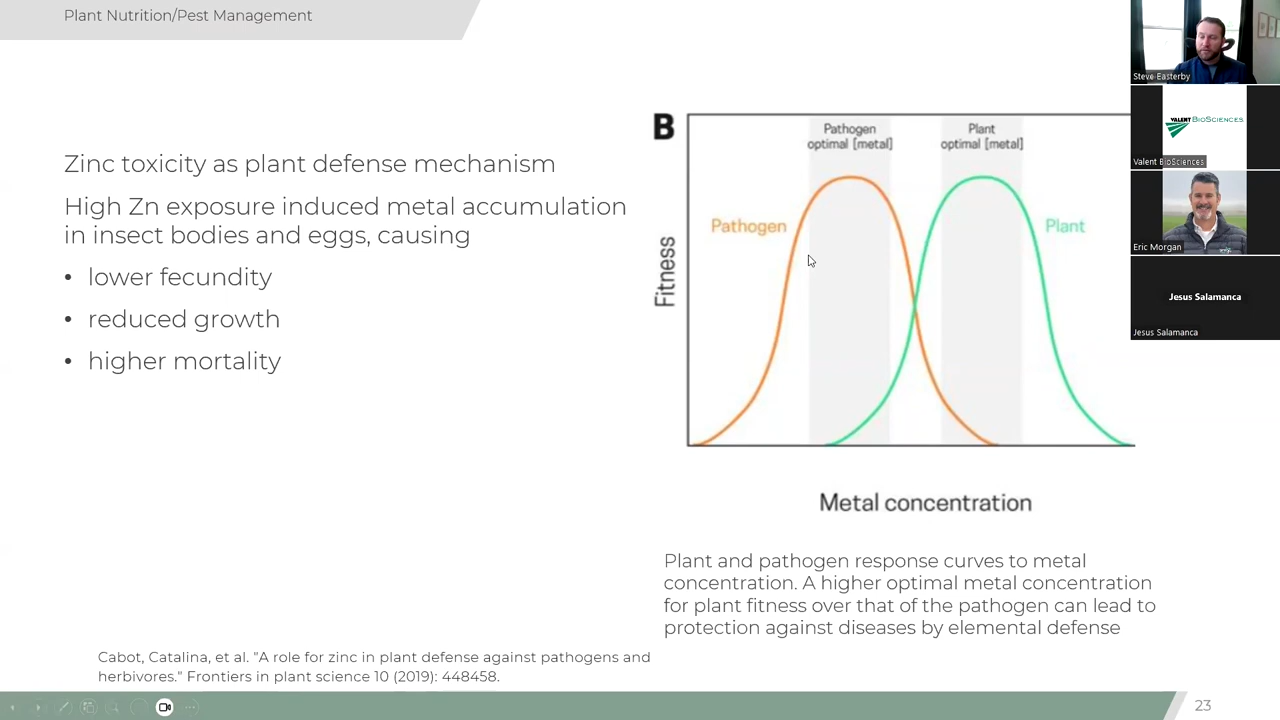 Plant Nutrition/Pest Management
Zinc toxicity as plant defense mechanism
High Zn exposure induced metal accumulation
in insect bodies and eggs, causing
• lower fecundity
• reduced growth
• higher mortality
B
Pathogen
optimal [metal]
Plant
optimal [metal]
Pathogen
Plant
Fitness
Metal concentration
Plant and pathogen response curves to metal
concentration. A higher optimal metal concentration
for plant fitness over that of the pathogen can lead to
protection against diseases by elemental defense
Cabot, Catalina, et al. "A role for zinc in plant defense against pathogens and
herbivores." Frontiers in plant science 10 (2019): 448458.
23
Steve Easterby
VALENT BIOSCIENCES
Valent BioSciences
Eric Morgan
Jesus Salamanca
Jesus Salamanca